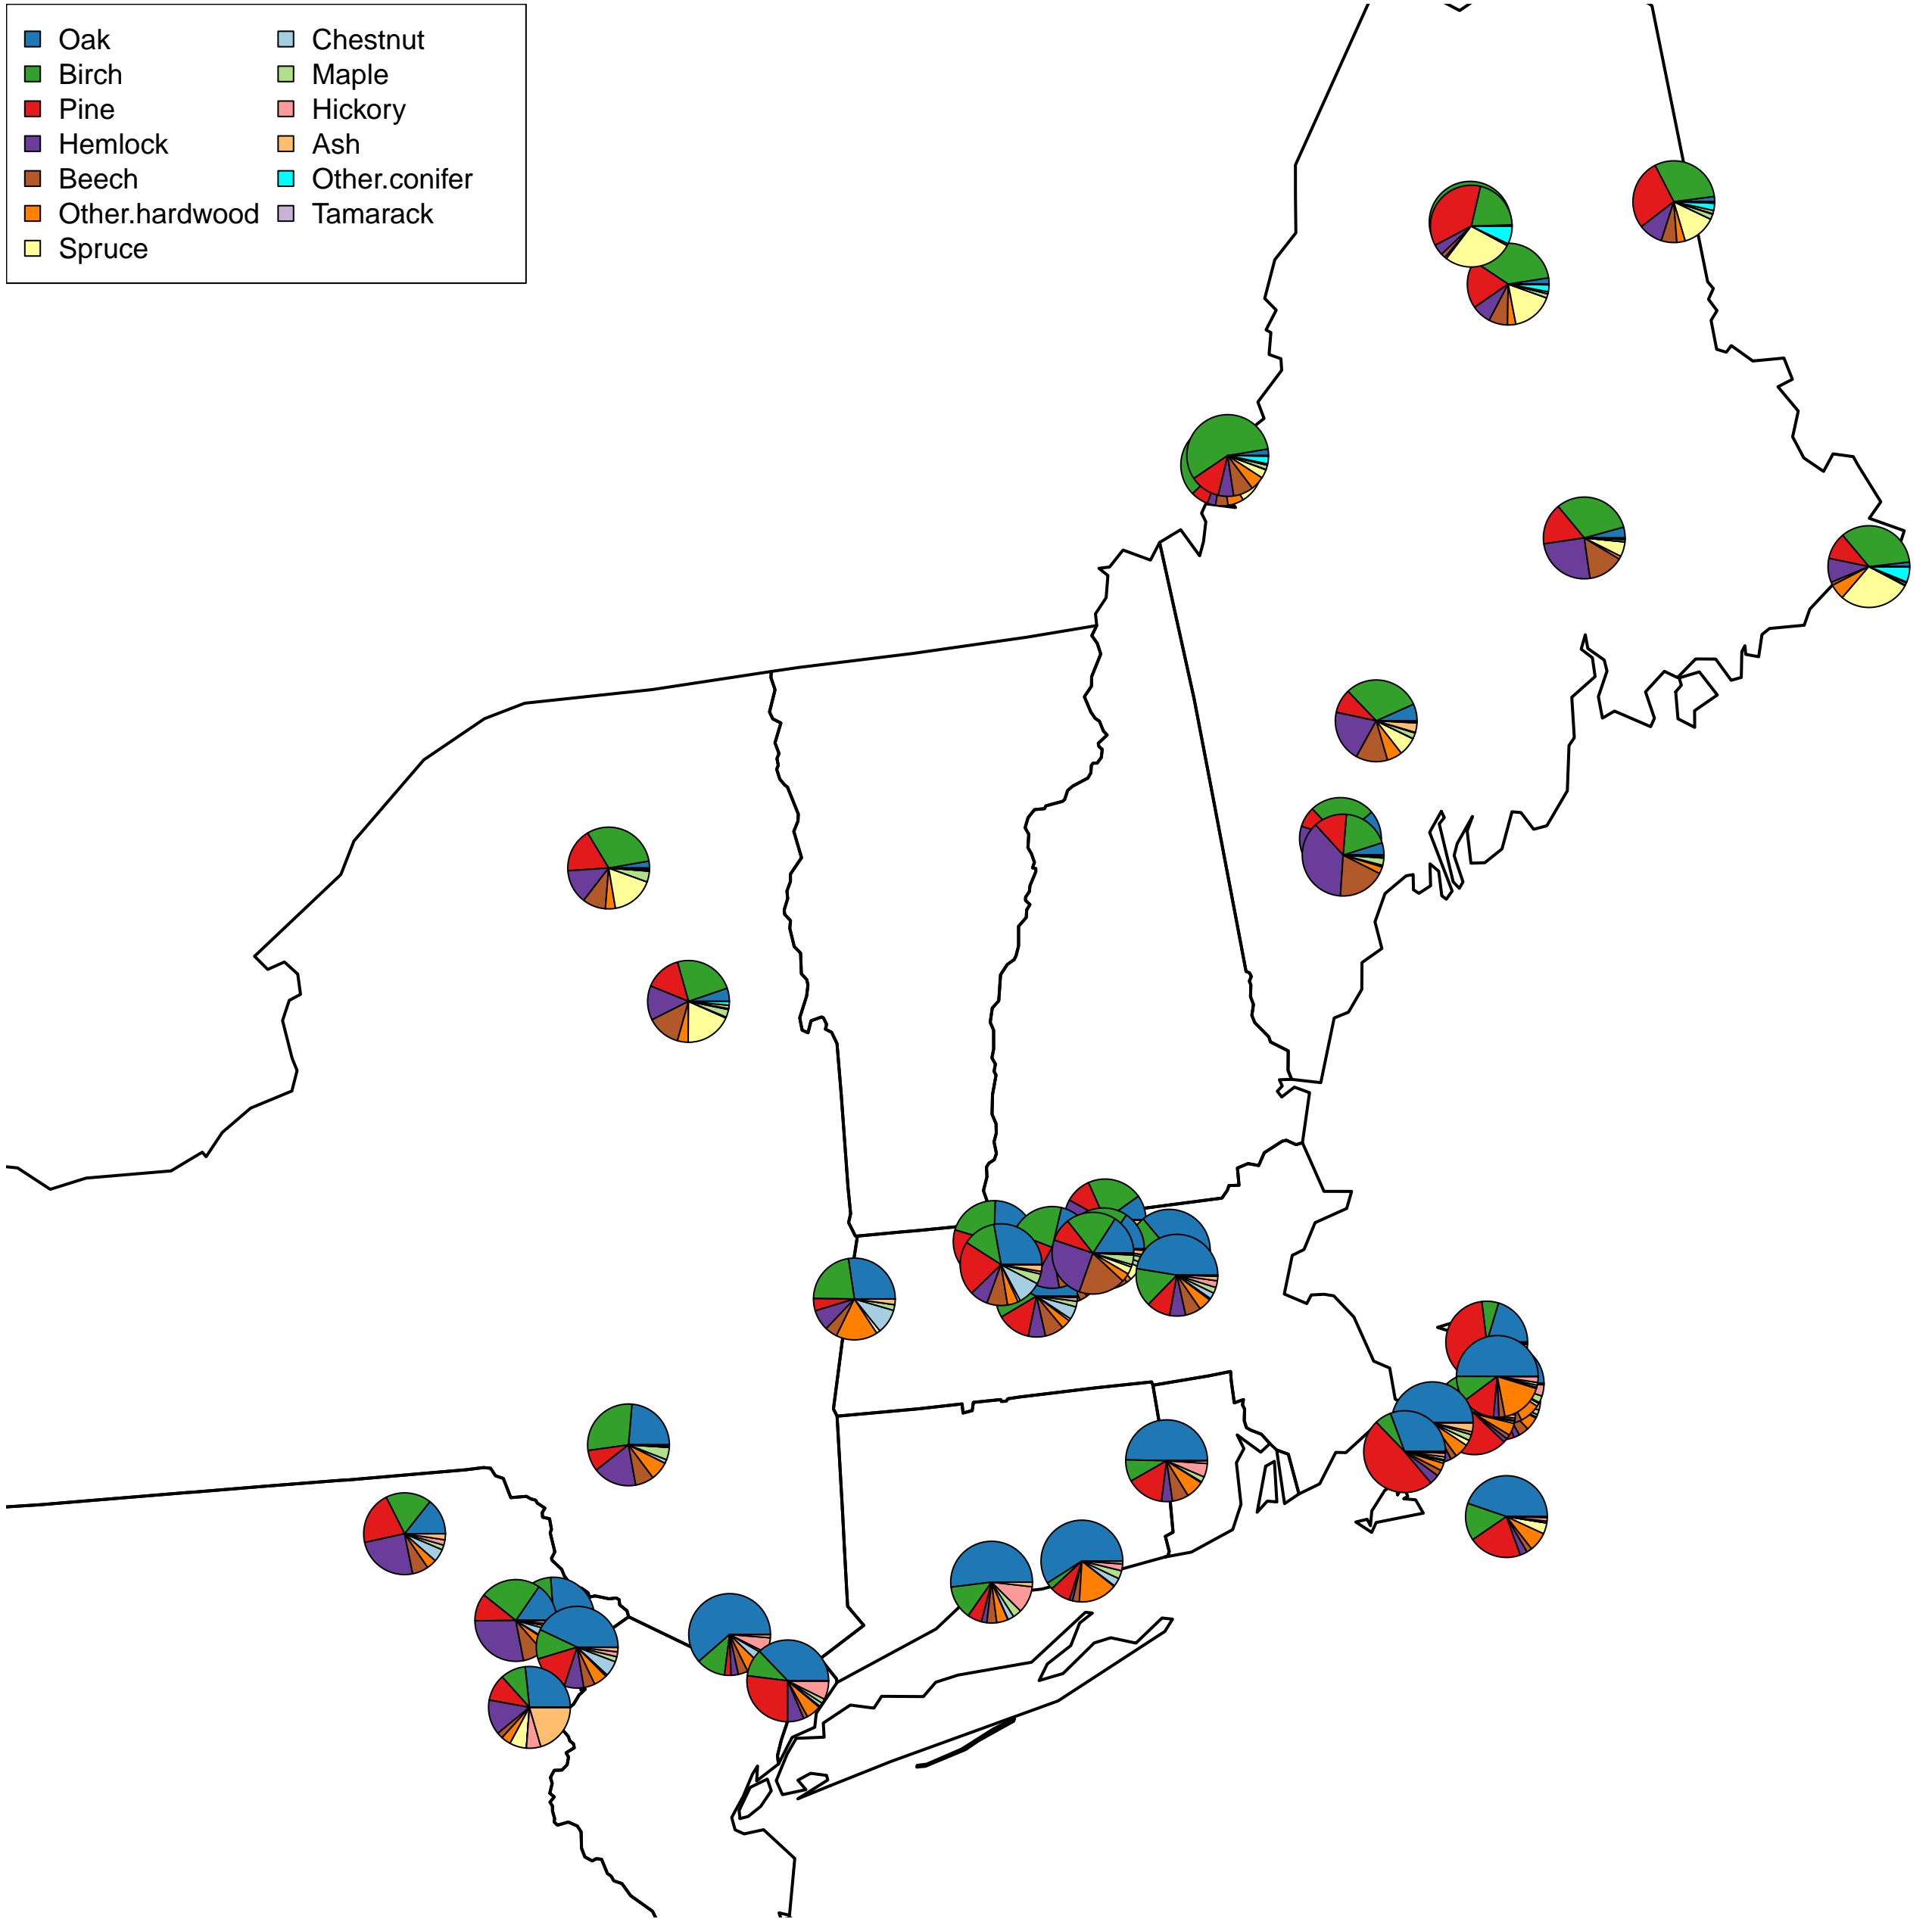 Oak
Birch
Pine
Hemlock
Beech
Other.hardwood
Spruce
Chestnut
Maple
Hickory
Ash
Other.conifer
Tamarack